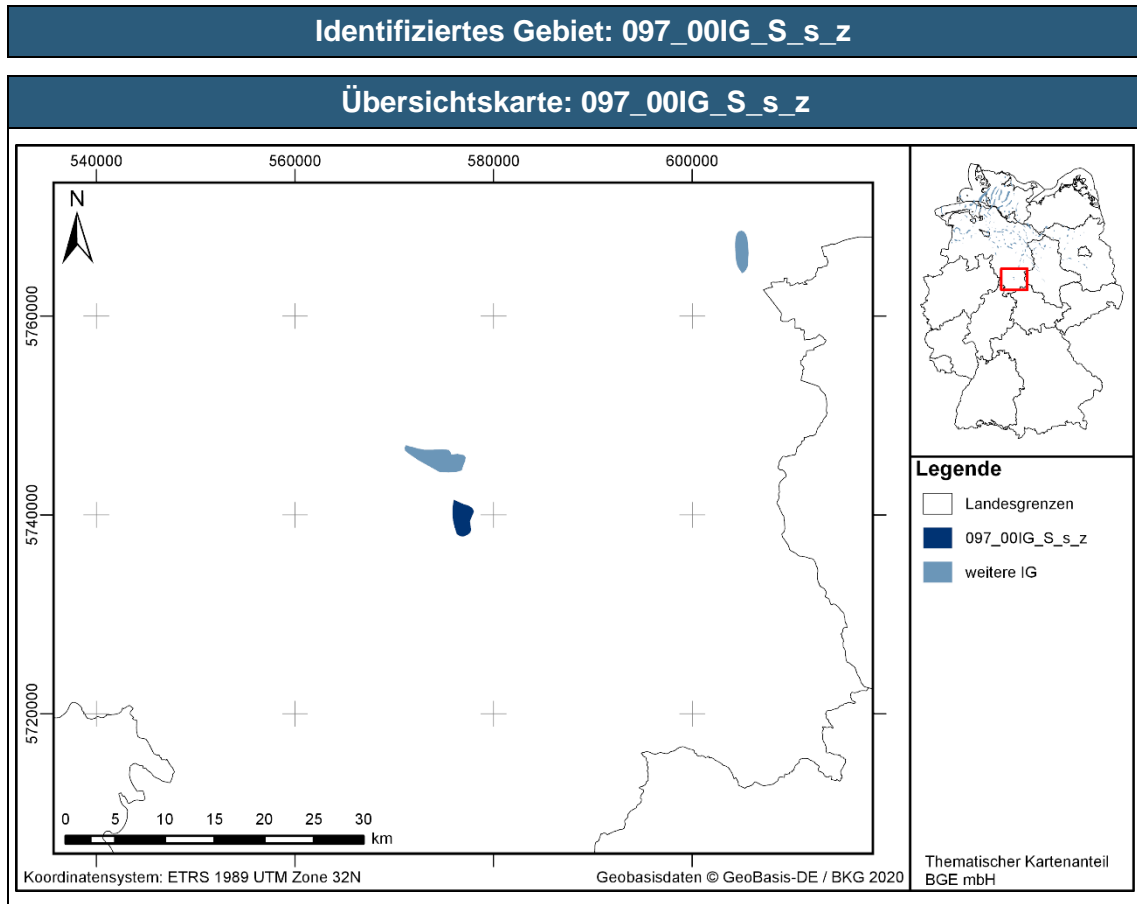 Identifiziertes Gebiet: 097_00IG_S_s_z
Übersichtskarte: 097_00IG_S_s_z
540000 560000 580000 600000
N
5760000
5740000
5720000
0 5 10 15 20 25 30
km
Koordinatensystem: ETRS 1989 UTM Zone 32N
Geobasisdaten © GeoBasis-DE / BKG 2020
Legende
Landesgrenzen
097_00IG_S_s_z
weitere IG
Thematischer Kartenanteil
BGE mbH